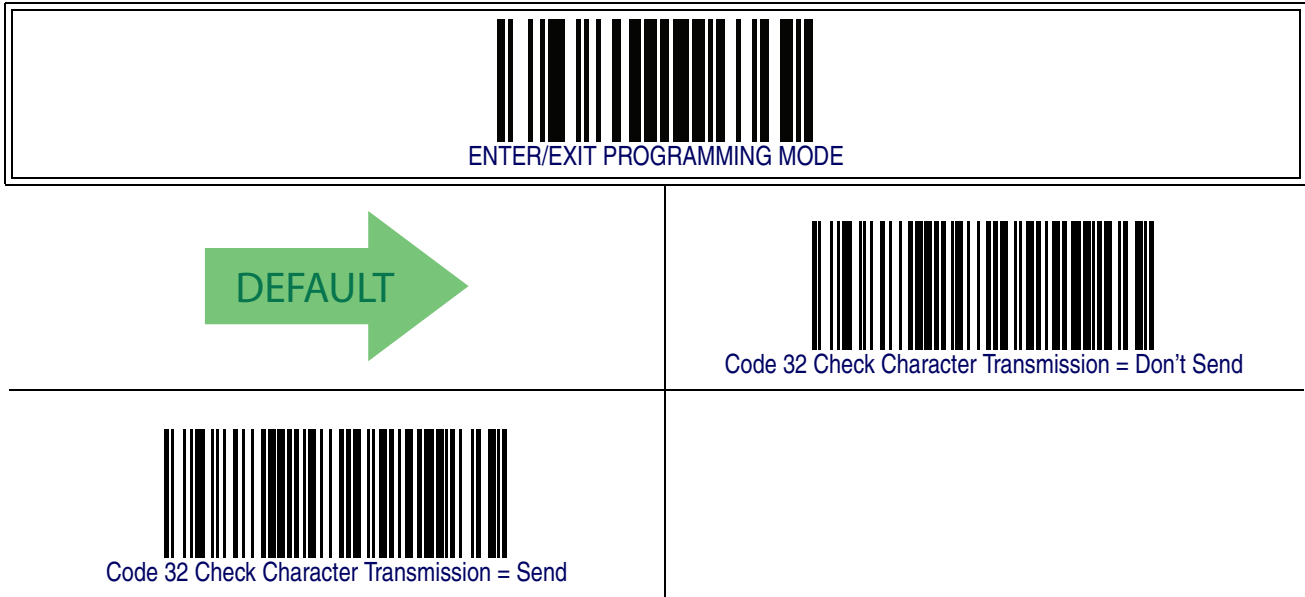 ENTER/EXIT PROGRAMMING MODE
DEFAULT
Code 32 Check Character Transmission = Don't Send
Code 32 Check Character Transmission = Send